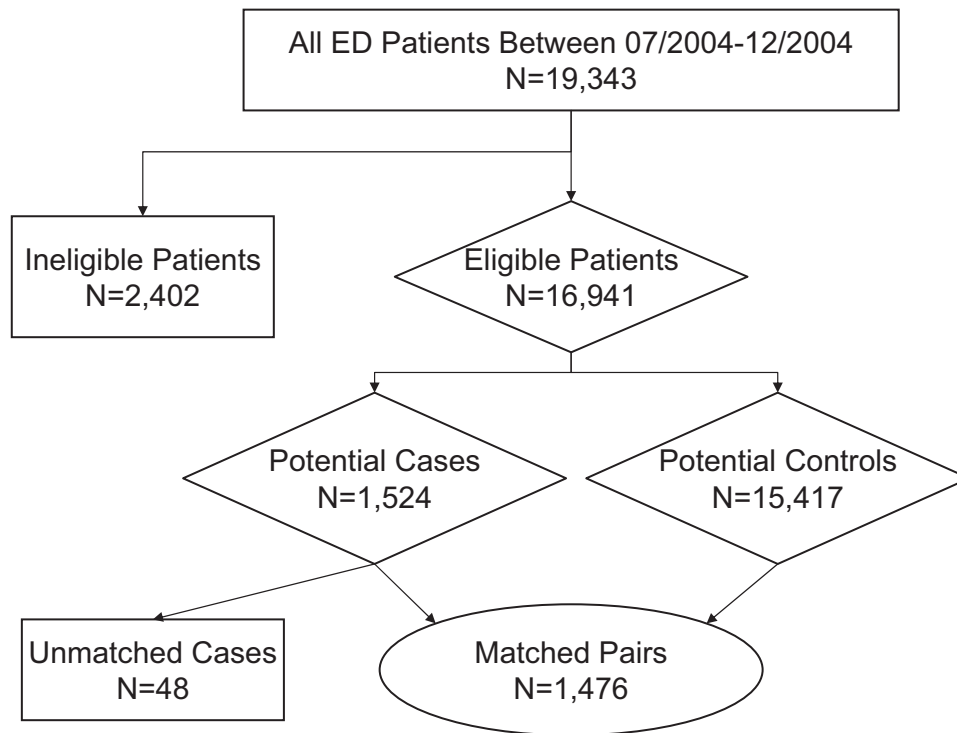 All ED Patients Between 07/2004-12/2004
N=19,343
Ineligible Patients
N=2,402
Eligible Patients
N=16,941
Potential Cases
N=1,524
Potential Controls
N=15,417
Unmatched Cases
N=48
Matched Pairs
N=1,476